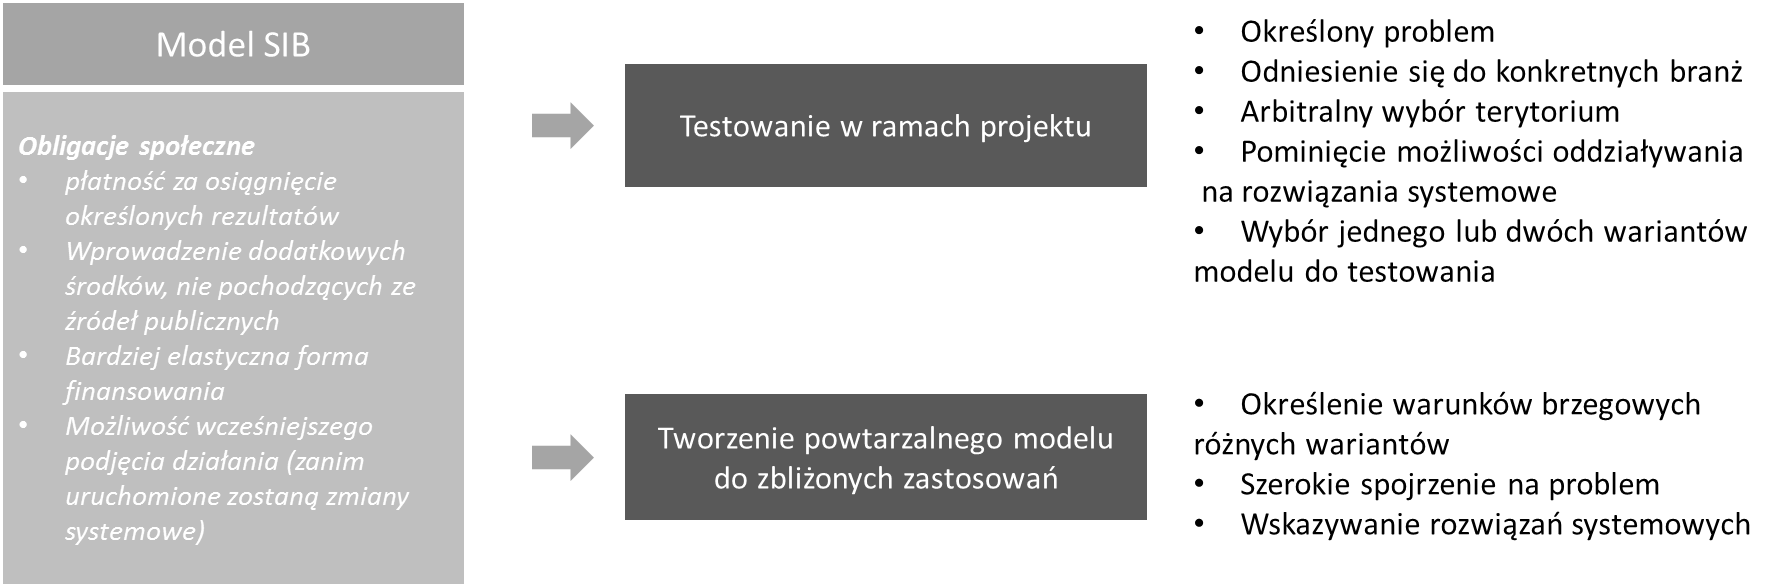 Model SIB
Obligacje społeczne
• płatność za osiągnięcie
określonych rezultatów
• Wprowadzenie dodatkowych
środków, nie pochodzących ze
źródeł publicznych
• Bardziej elastyczna forma
finansowania
• Możliwość wcześniejszego
podjęcia działania (zanim
uruchomione zostaną zmiany
systemowe)
Testowanie w ramach projektu
• Określony problem
• Odniesienie się do konkretnych branż
• Arbitralny wybór terytorium
• Pominięcie możliwości oddziaływania
na rozwiązania systemowe
• Wybór jednego lub dwóch wariantów
modelu do testowania
Tworzenie powtarzalnego modelu
do zbliżonych zastosowań
• Określenie warunków brzegowych
różnych wariantów
• Szerokie spojrzenie na problem
• Wskazywanie rozwiązań systemowych